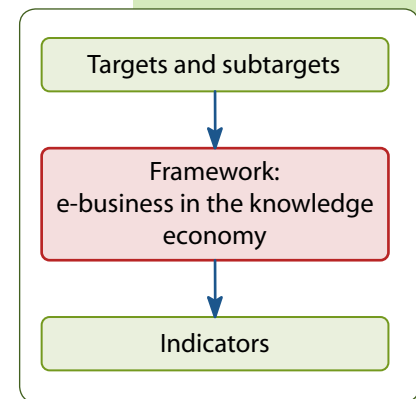 Targets and subtargets
Framework:
e-business in the knowledge
economy
Indicators